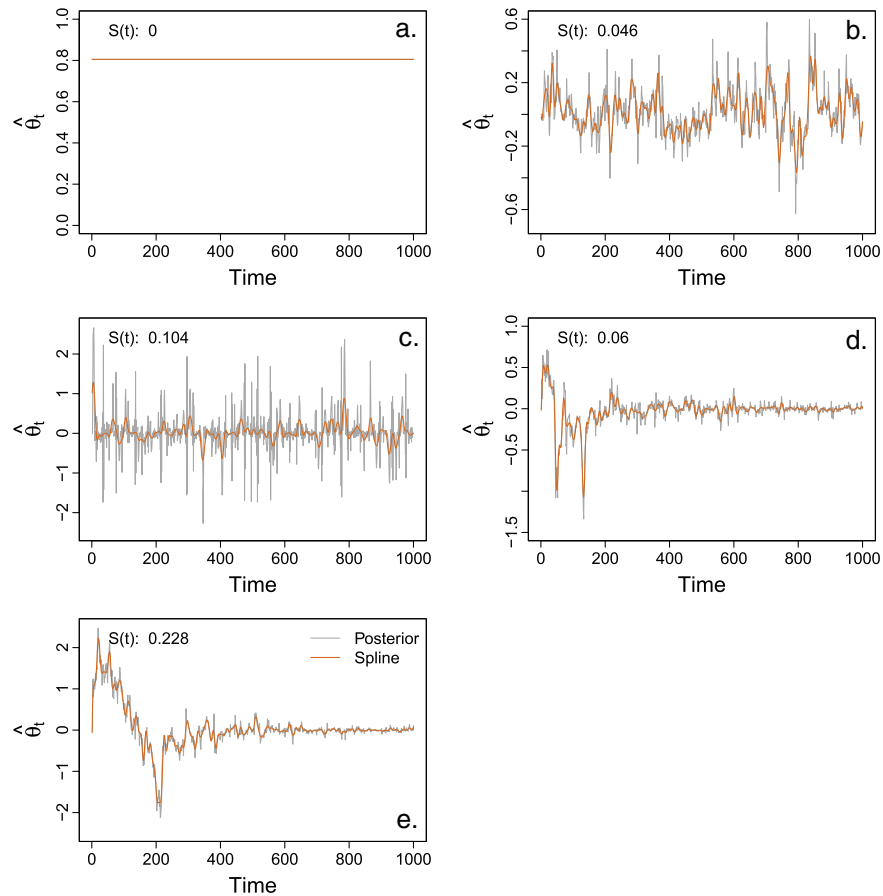 S(t): 0
a.
1.0
0.8
0.6
0.4
0.2
0.0
θ̂t
0 200 400 600 800 1000
Time
S(t): 0.046
b.
0.6
0.2
−0.2
−0.6
θ̂t
0 200 400 600 800 1000
Time
S(t): 0.104
c.
2
1
0
−1
−2
θ̂t
0 200 400 600 800 1000
Time
S(t): 0.06
d.
1.0
0.5
0.0
−0.5
−1.5
θ̂t
0 200 400 600 800 1000
Time
S(t): 0.228
Posterior
Spline
2
1
0
−1
−2
θ̂t
e.
0 200 400 600 800 1000
Time